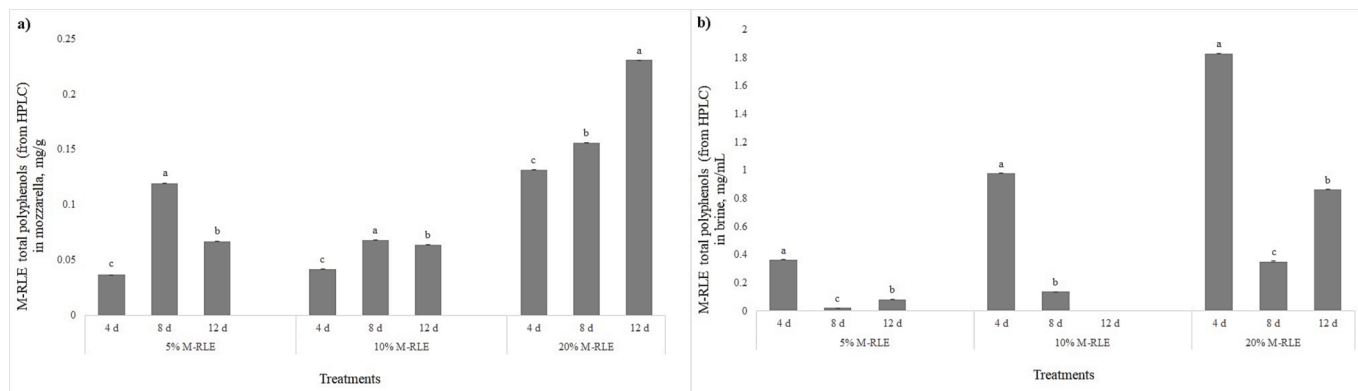 a)
M-RLE total polyphenols (from HPLC)
in mozzarella, mg/g
0.25
0.2
0.15
0.1
0.05
0
c
a
b
c
a
b
c
b
a
4 d 8 d 12 d 4 d 8 d 12 d 4 d 8 d 12 d
5% M-RLE 10% M-RLE 20% M-RLE
Treatments
b)
M-RLE total polyphenols (from HPLC)
in brine, mg/mL
2
1.8
1.6
1.4
1.2
1
0.8
0.6
0.4
0.2
0
a
c
b
a
b
a
c
b
4 d 8 d 12 d 4 d 8 d 12 d 4 d 8 d 12 d
5% M-RLE 10% M-RLE 20% M-RLE
Treatments